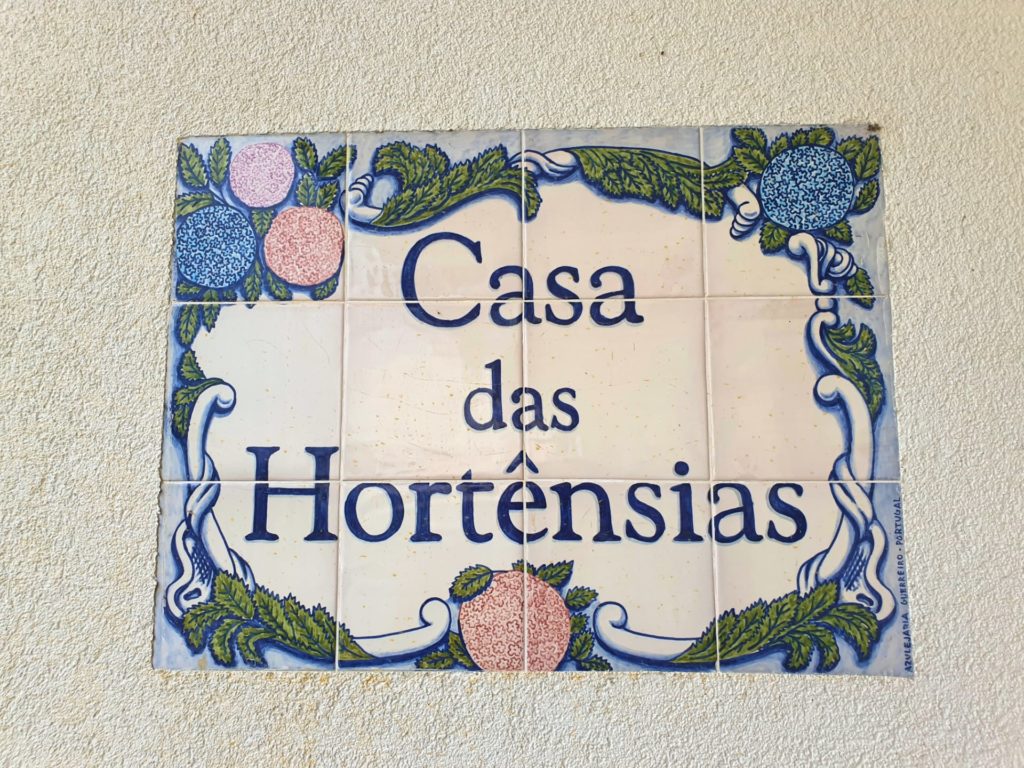 Casa
das
Hortênsias
AZULEJARIA GUERREIRO - PORTUGAL